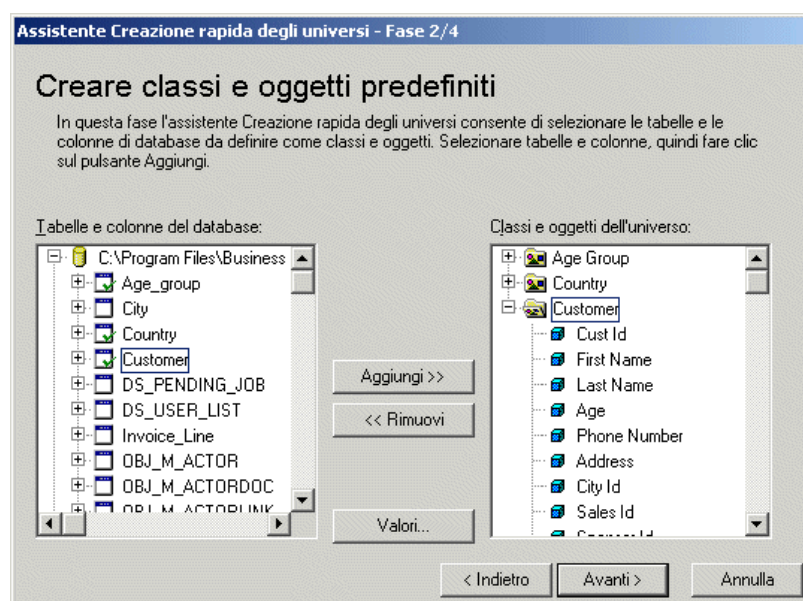 Assistente Creazione rapida degli universi - Fase 2/4
Creare classi e oggetti predefiniti
In questa fase l'assistente Creazione rapida degli universi consente di selezionare le tabelle e le
colonne di database da definire come classi e oggetti. Selezionare tabelle e colonne, quindi fare clic
sul pulsante Aggiungi.
Tabelle e colonne del database:
C:\Program Files\Business
Age_group
City
Country
Customer
DS_PENDING_JOB
DS_USER_LIST
Invoice_Line
OBJ_M_ACTOR
OBJ_M_ACTORDOC
OBJ_M_ACTORLINK
Aggiungi >>
<< Rimuovi
Valori...
Classi e oggetti dell'universo:
Age Group
Country
Customer
Cust Id
First Name
Last Name
Age
Phone Number
Address
City Id
Sales Id
Sponsor Id
< Indietro
Avanti >
Annulla